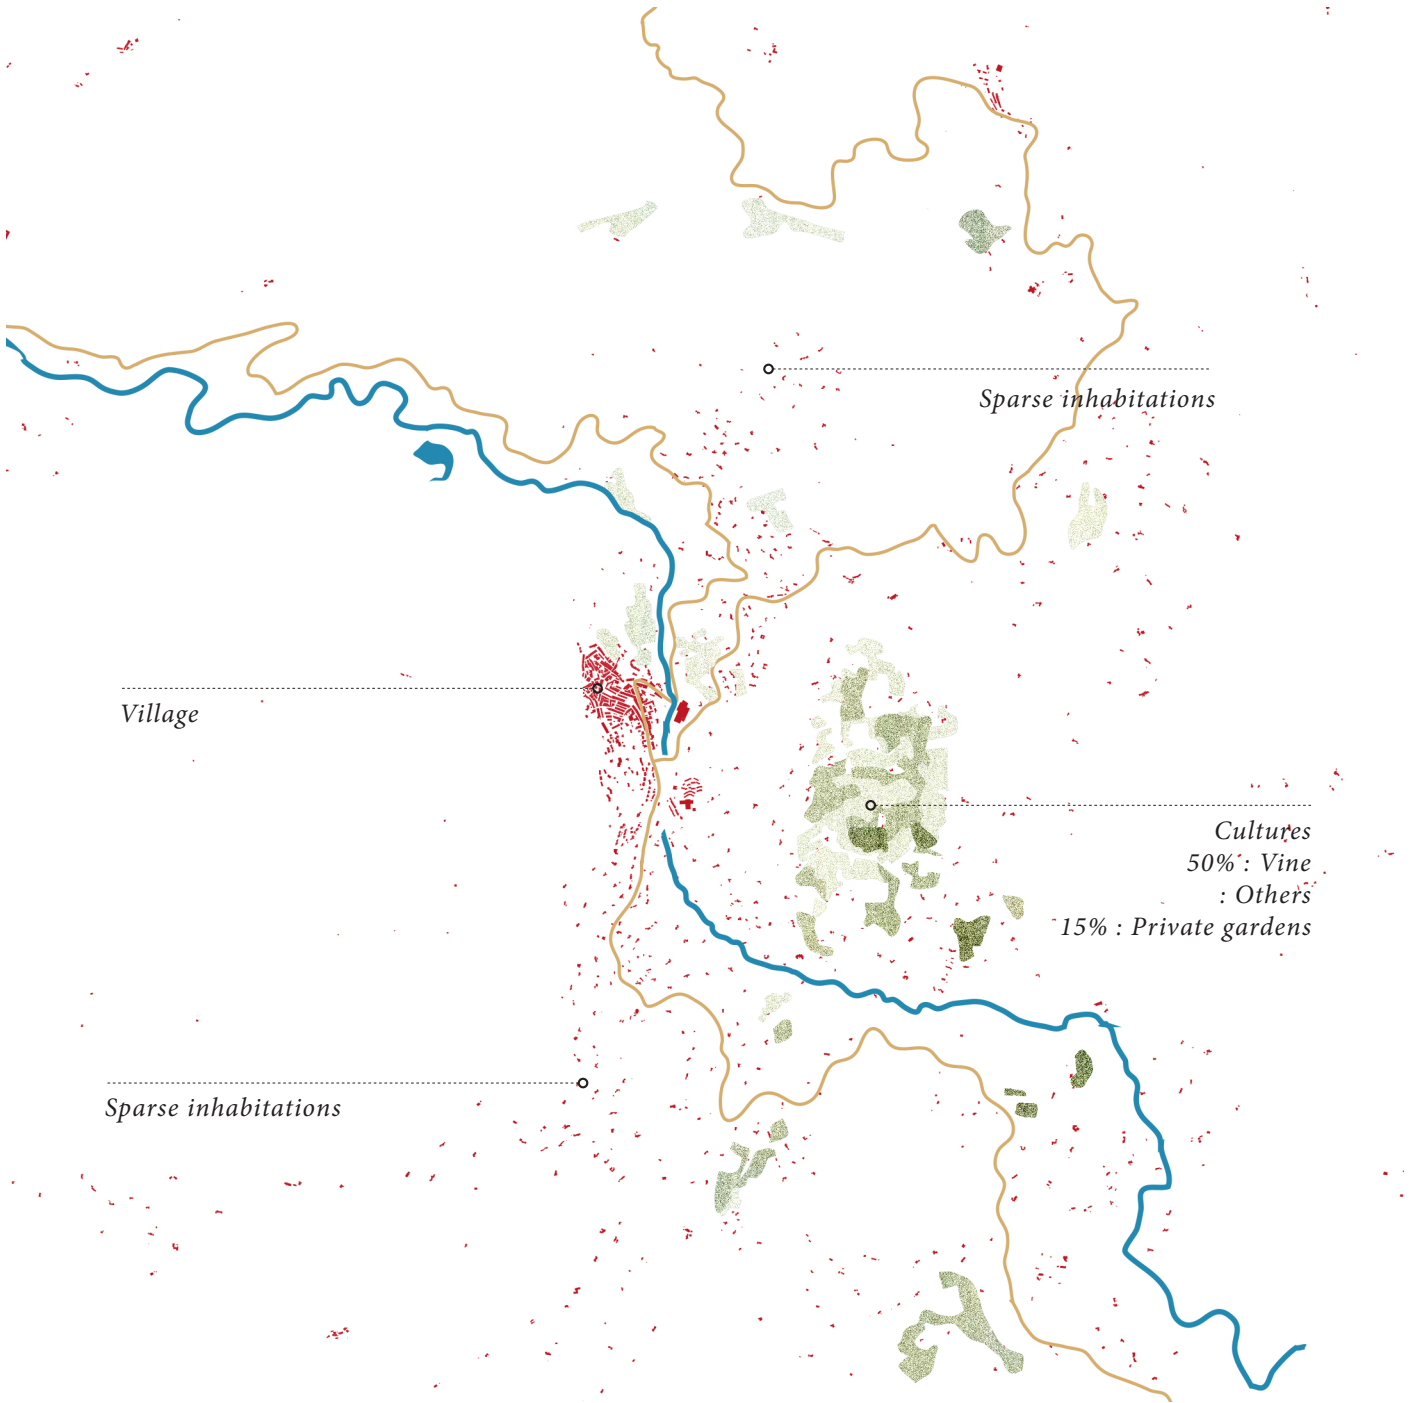 Sparse inhabitations
Village
Cultures
50% : Vine
: Others
15% : Private gardens
Sparse inhabitations